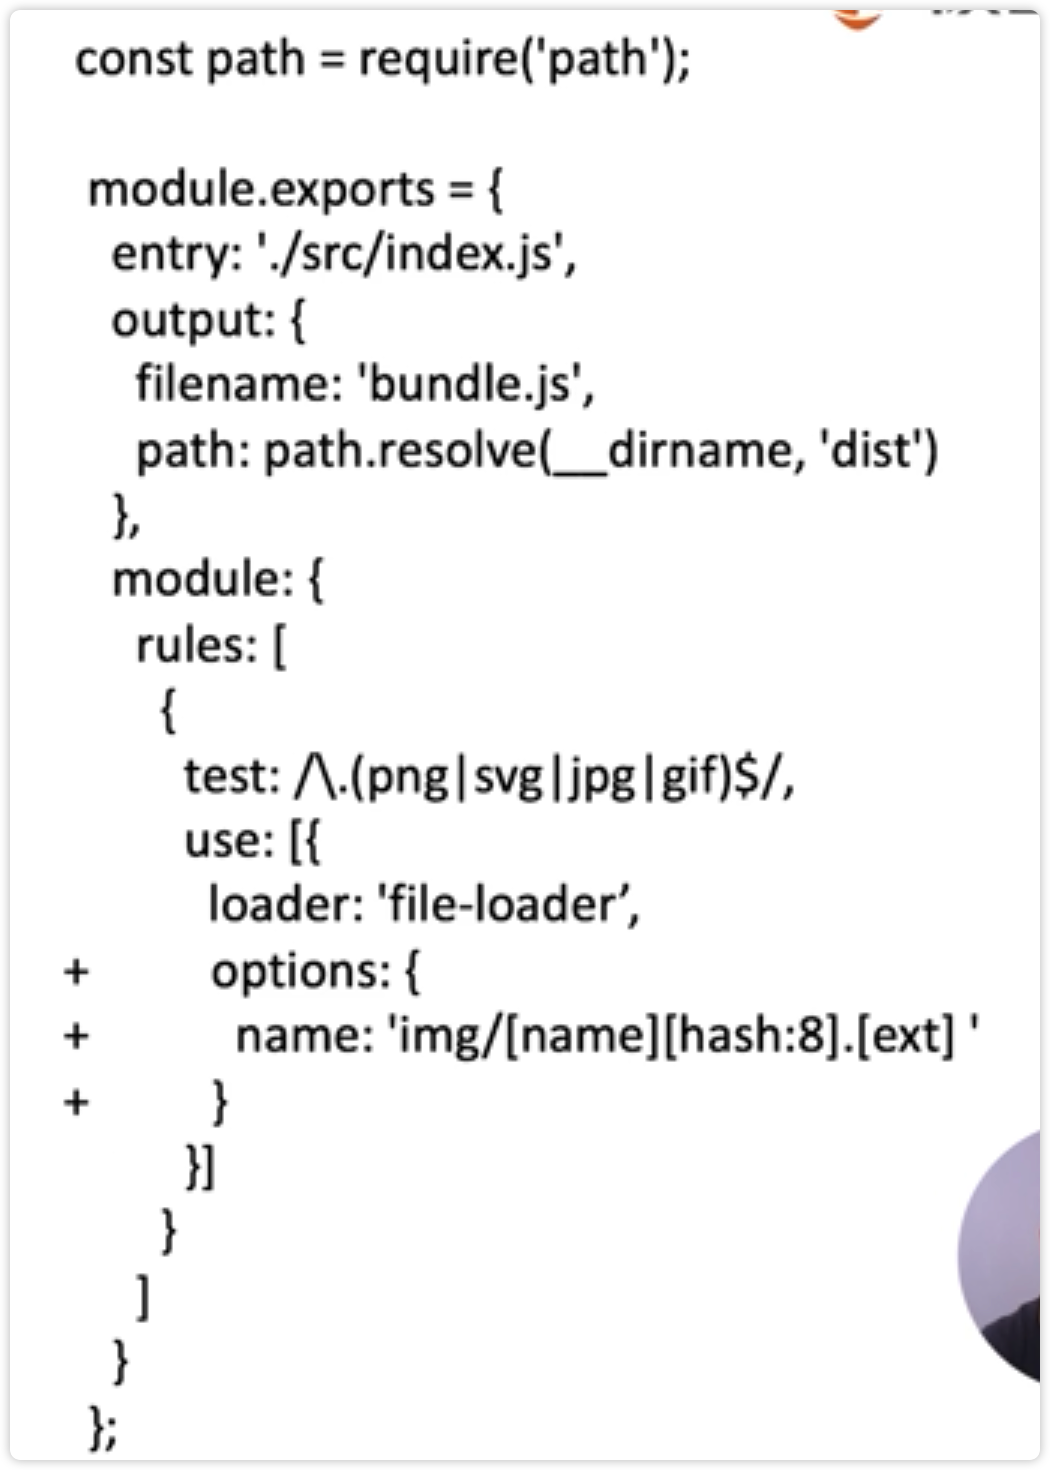 const path = require('path');
module.exports = {
entry: './src/index.js',
output: {
filename: 'bundle.js',
path: path.resolve(__dirname, 'dist')
},
module: {
rules: [
{
test: /\.(png|svg|jpg|gif)$/,
use: [{
loader: 'file-loader’,
+ options: {
+ name: 'img/[name][hash:8].[ext] '
+ }
}]
}
]
}
};